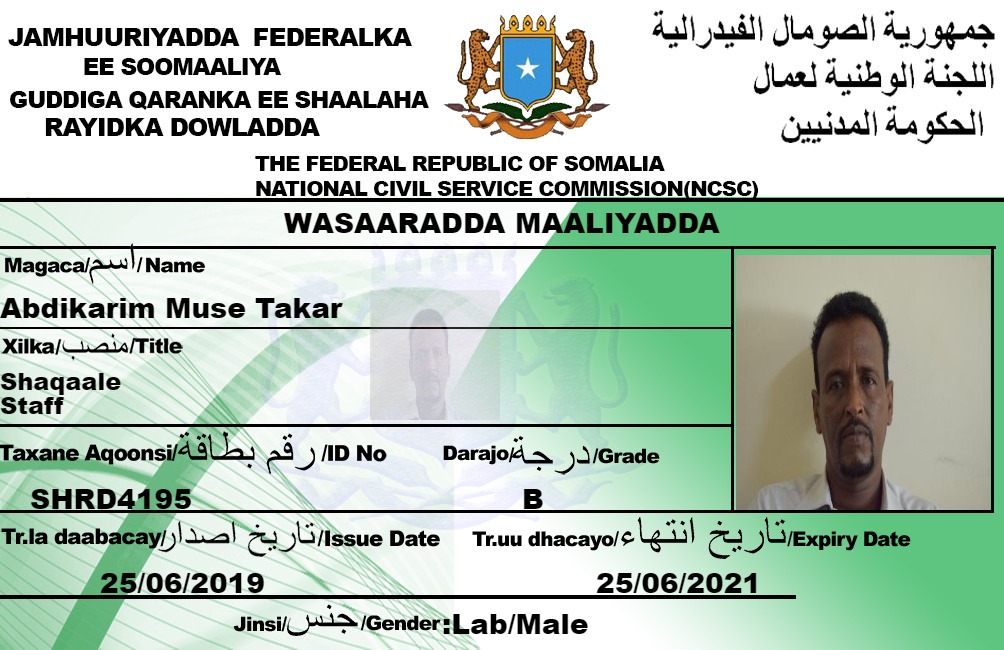 JAMHUURIYADDA FEDERALKA
EE SOOMAALIYA
GUDDIGA QARANKA EE SHAALAHA
RAYIDKA DOWLADDA
جمهورية الصومال الفيدرالية
اللجنة الوطنية لعمال
الحكومة المدنيين
THE FEDERAL REPUBLIC OF SOMALIA
NATIONAL CIVIL SERVICE COMMISSION(NCSC)
WASAARADDA MAALIYADDA
Magaca/اسم/Name
Abdikarim Muse Takar
Xilka/منصب/Title
Shaqaale
Staff
Taxane Aqoonsi/رقم بطاقة/ID No
Darajo/درجة/Grade
SHRD4195
B
Tr.la daabacay/تاريخ اصدار/Issue Date
Tr.uu dhacayo/تاريخ انتهاء/Expiry Date
25/06/2019
25/06/2021
Jinsi/جنس/Gender:Lab/Male